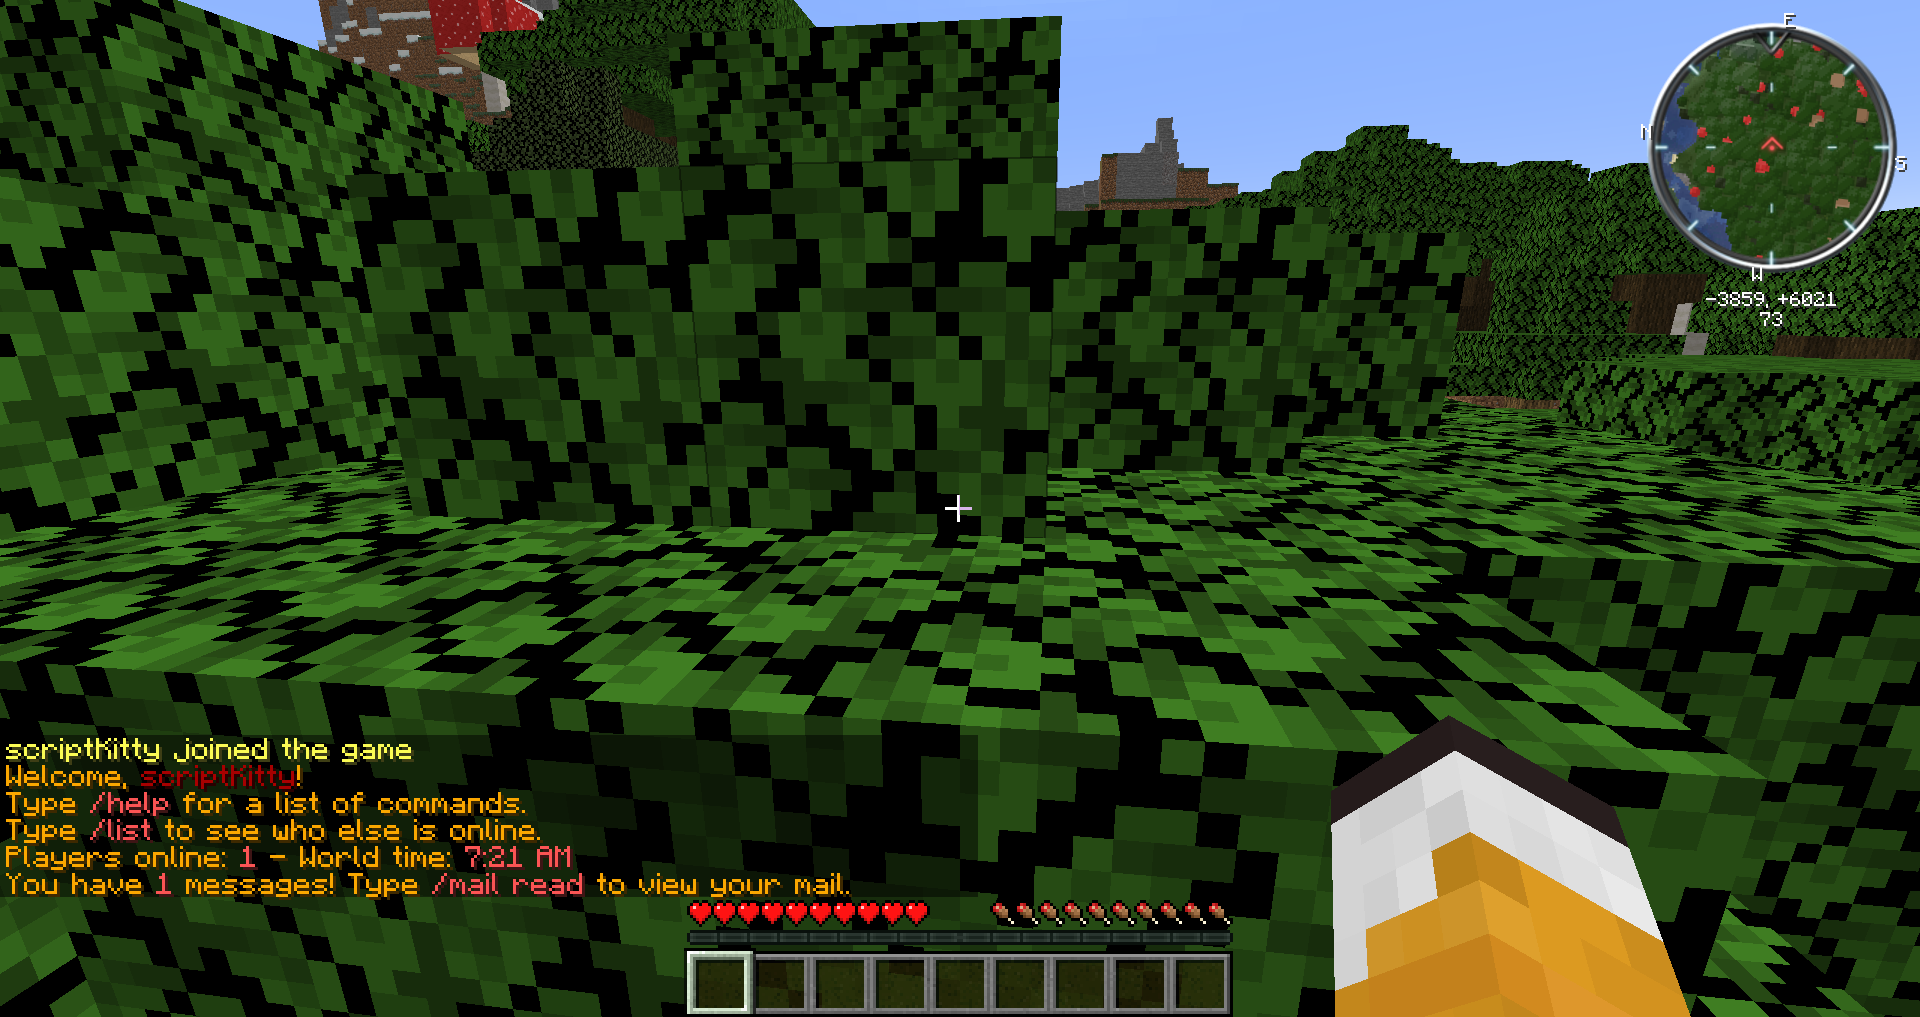 E
N
S
W
-3859, +6021
73
scriptKitty joined the game
Welcome, scriptKitty!
Type /help for a list of commands.
Type /list to see who else is online.
Players online: 1 - World time: 7:21 AM
You have 1 messages! Type /mail read to view your mail.